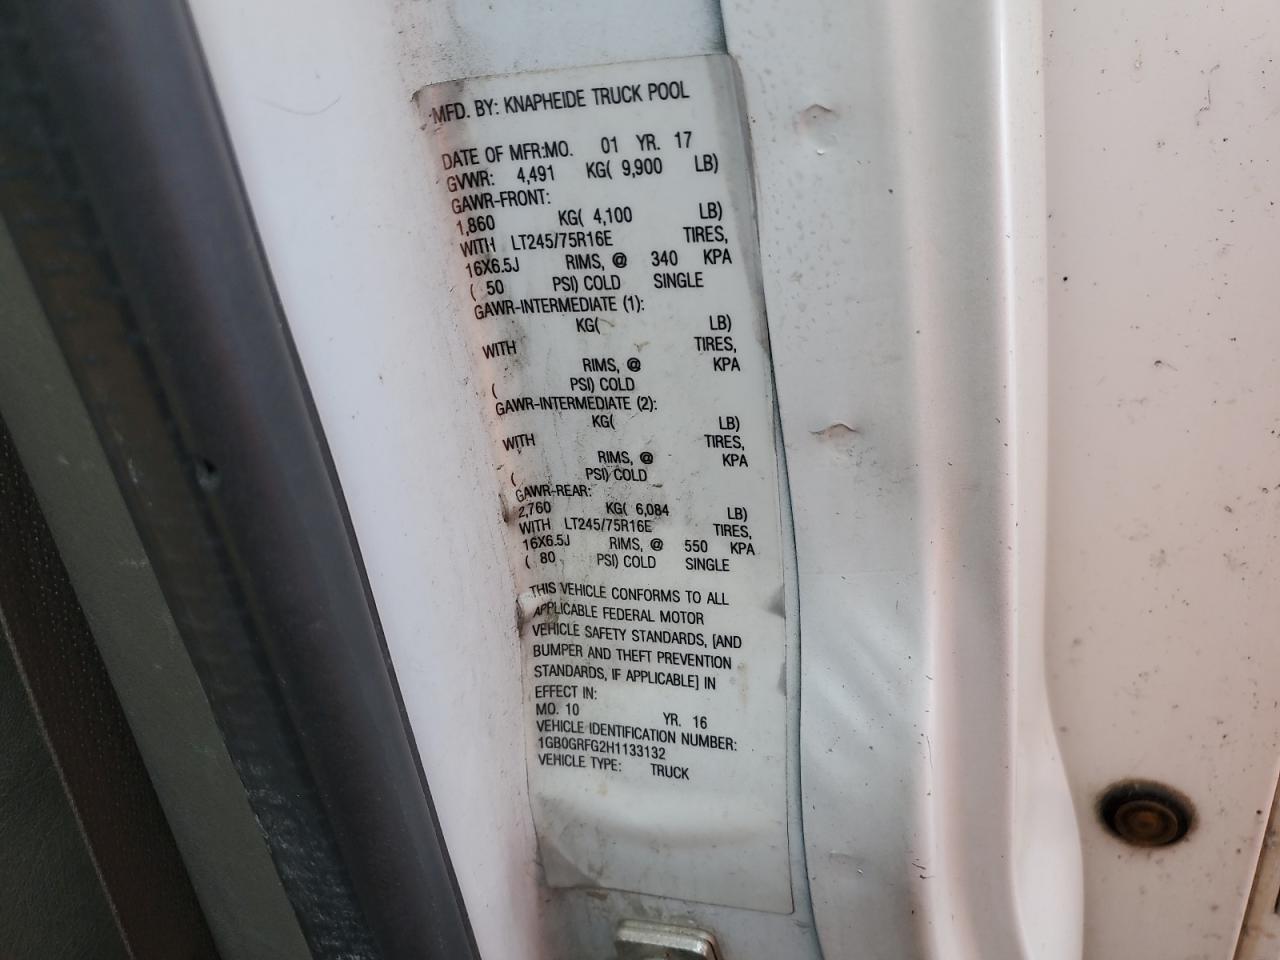 MFD. BY: KNAPHEIDE TRUCK POOL
DATE OF MFR:MO. 01 YR. 17
GVWR: 4,491 KG( 9,900 LB)
GAWR-FRONT:
1,860 KG( 4,100 LB)
WITH LT245/75R16E TIRES,
16X6.5J RIMS, @ 340 KPA
( 50 PSI) COLD SINGLE
GAWR-INTERMEDIATE (1):
KG( LB)
WITH TIRES,
RIMS, @ KPA
( PSI) COLD
GAWR-INTERMEDIATE (2):
KG( LB)
WITH TIRES,
RIMS, @ KPA
( PSI) COLD
GAWR-REAR:
2,760 KG( 6,084 LB)
WITH LT245/75R16E TIRES,
16X6.5J RIMS, @ 550 KPA
( 80 PSI) COLD SINGLE
THIS VEHICLE CONFORMS TO ALL
APPLICABLE FEDERAL MOTOR
VEHICLE SAFETY STANDARDS, [AND
BUMPER AND THEFT PREVENTION
STANDARDS, IF APPLICABLE] IN
EFFECT IN:
MO. 10 YR. 16
VEHICLE IDENTIFICATION NUMBER:
1GB0GRFG2H1133132
VEHICLE TYPE: TRUCK